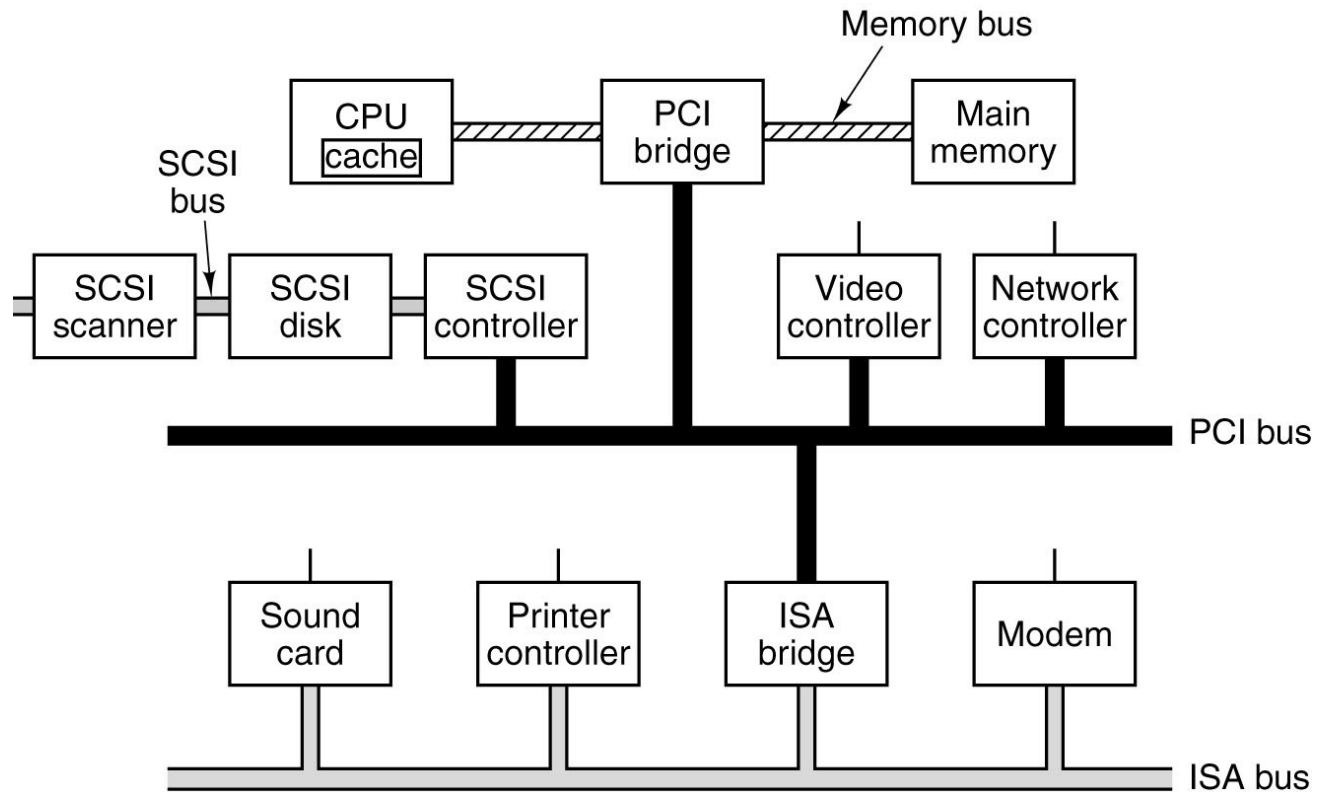 Memory bus
CPU
cache
PCI
bridge
Main
memory
SCSI
bus
SCSI
scanner
SCSI
disk
SCSI
controller
Video
controller
Network
controller
PCI bus
Sound
card
Printer
controller
ISA
bridge
Modem
ISA bus